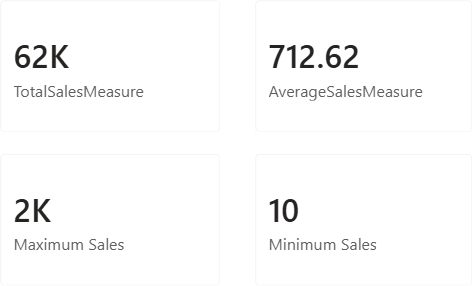 62K
TotalSalesMeasure
712.62
AverageSalesMeasure
2K
Maximum Sales
10
Minimum Sales